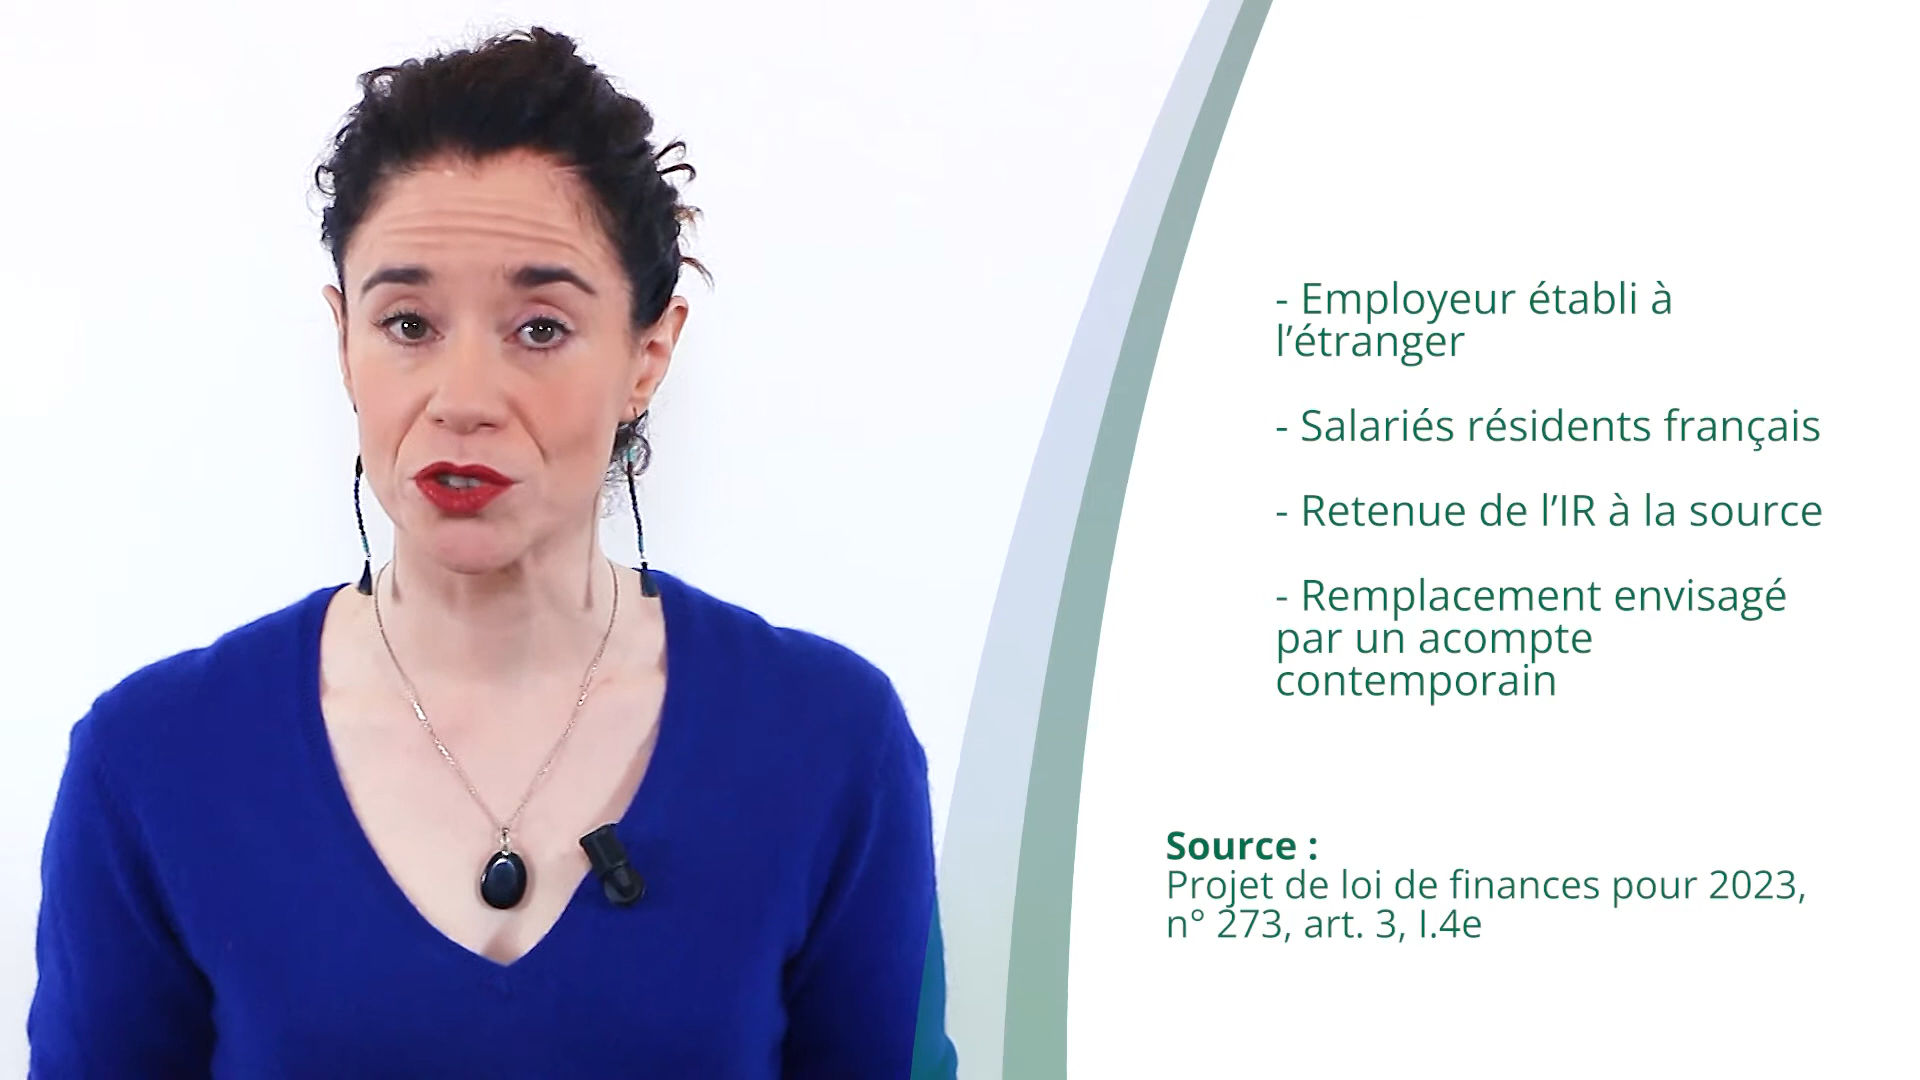 - Employeur établi à
l’étranger
- Salariés résidents français
- Retenue de l’IR à la source
- Remplacement envisagé
par un acompte
contemporain
Source :
Projet de loi de finances pour 2023,
n° 273, art. 3, I.4e